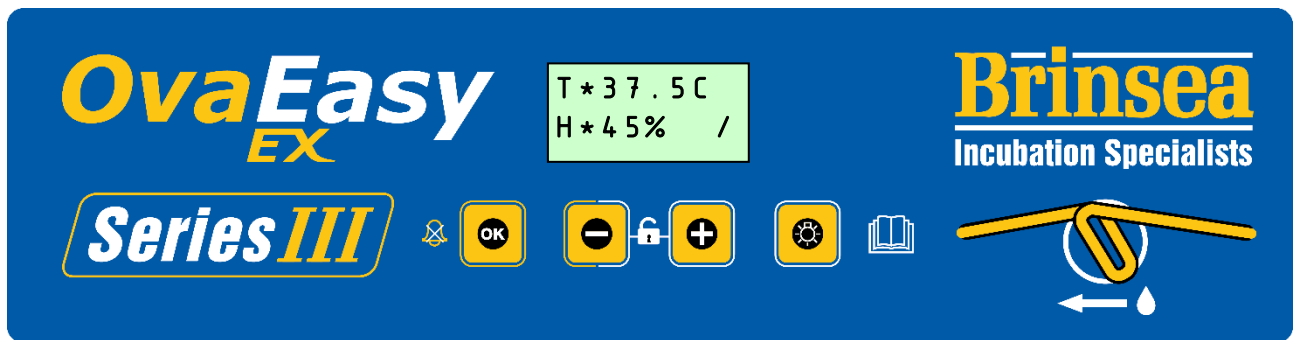 OvaEasy
EX
T*37.5C
H*45% /
Brinsea
Incubation Specialists
Series III
OK